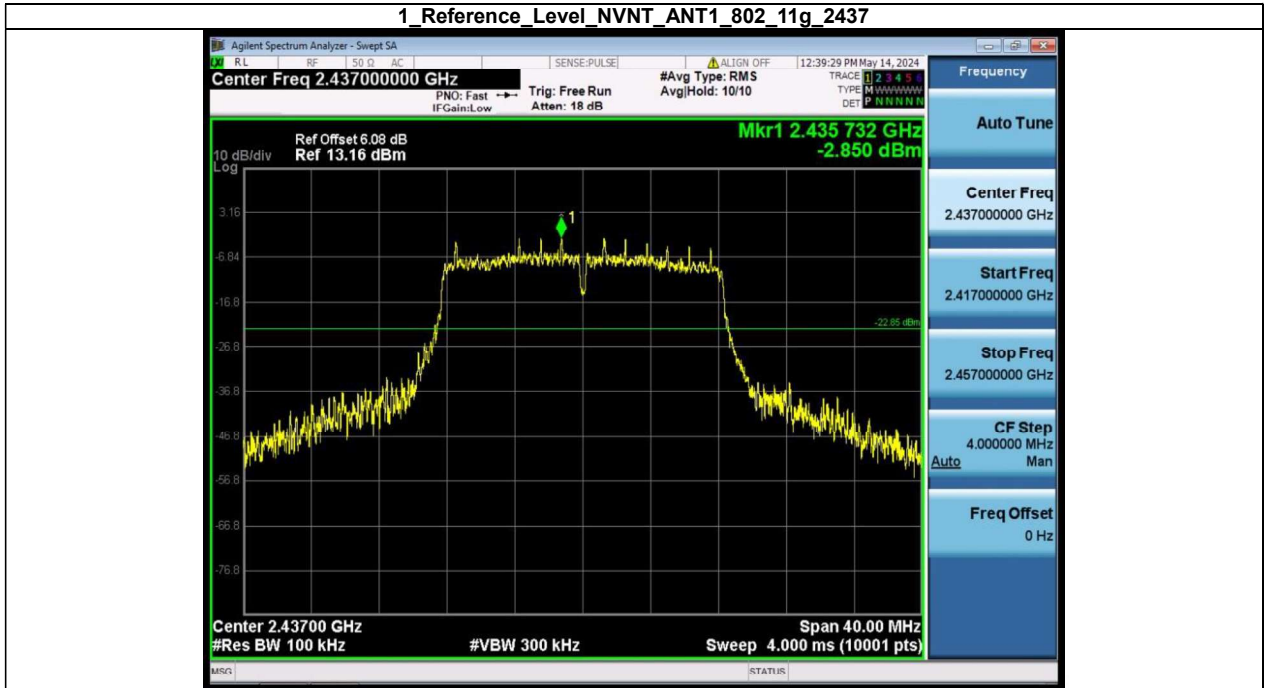 1_Reference_Level_NVNT_ANT1_802_11g_2437
Agilent Spectrum Analyzer - Swept SA
LXI RL RF 50 Ω AC SENSE:PULSE ALIGN OFF 12:39:29 PM May 14, 2024
Center Freq 2.437000000 GHz
PNO: Fast
IFGain:Low
Trig: Free Run
Atten: 18 dB
#Avg Type: RMS
Avg|Hold: 10/10
TRACE 1 2 3 4 5 6
TYPE M WWWWW
DET P N N N N N
Ref Offset 6.08 dB
10 dB/div Ref 13.16 dBm
Log
Mkr1 2.435 732 GHz
-2.850 dBm
1
3.16
-6.84
-16.8
-22.85 dBm
-26.8
-36.8
-46.8
-56.8
-66.8
-76.8
Center 2.43700 GHz Span 40.00 MHz
#Res BW 100 kHz #VBW 300 kHz Sweep 4.000 ms (10001 pts)
MSG STATUS
Frequency
Auto Tune
Center Freq
2.437000000 GHz
Start Freq
2.417000000 GHz
Stop Freq
2.457000000 GHz
CF Step
4.000000 MHz
Auto Man
Freq Offset
0 Hz